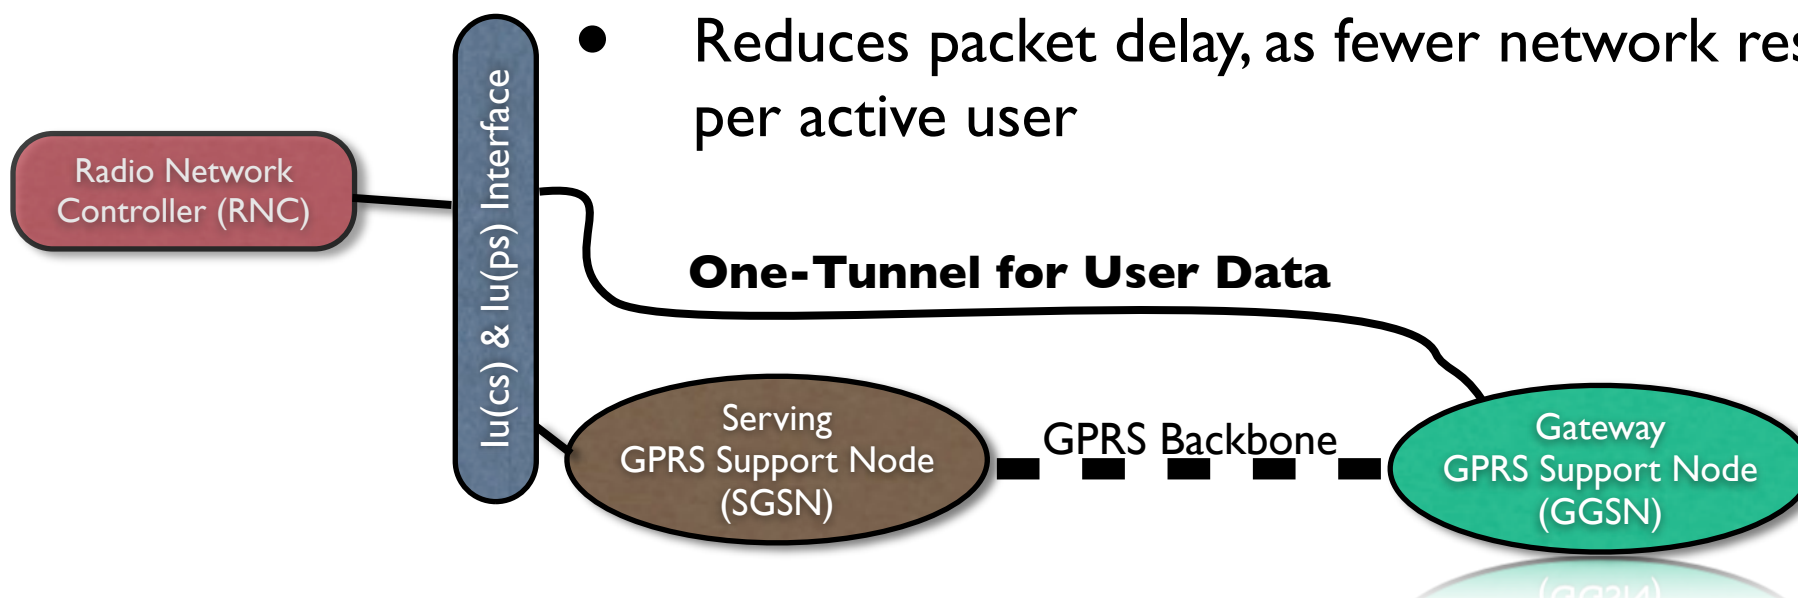 • Reduces packet delay, as fewer network
per active user
Radio Network
Controller (RNC)
Iu(cs) & Iu(ps) Interface
One-Tunnel for User Data
Serving
GPRS Support Node
(SGSN)
GPRS Backbone
Gateway
GPRS Support Node
(GGSN)